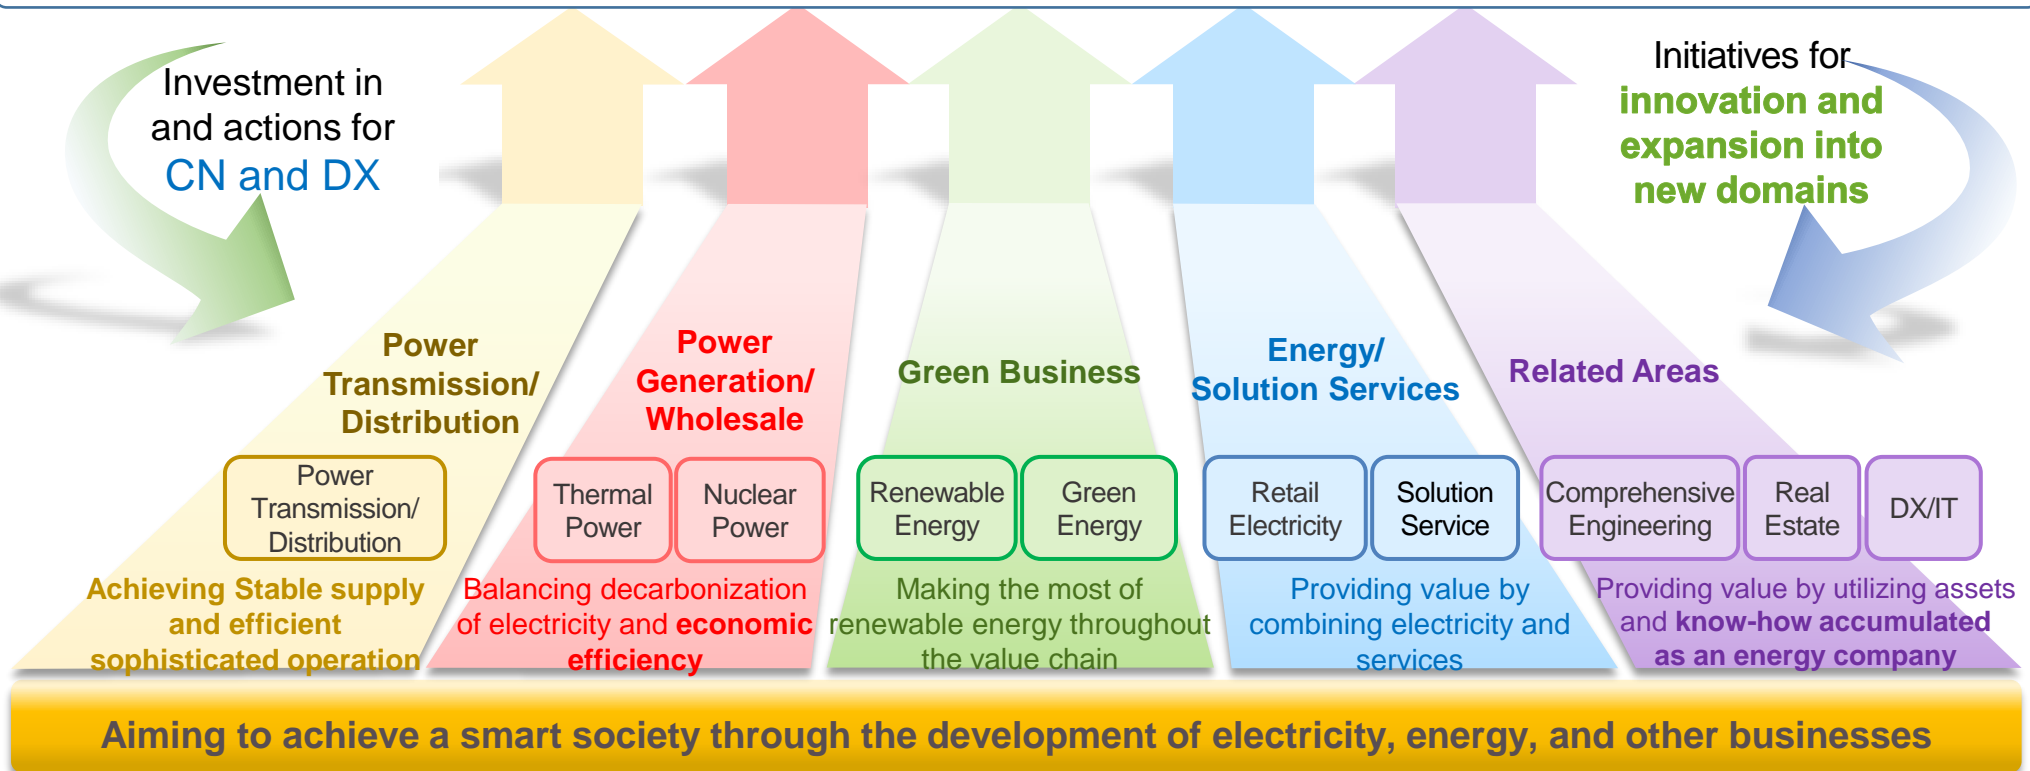 Investment in
and actions for
CN and DX
Initiatives for
innovation and
expansion into
new domains
Power
Transmission/
Distribution
Power
Generation/
Wholesale
Green Business
Energy/
Solution Services
Related Areas
Power
Transmission/
Distribution
Thermal
Power
Nuclear
Power
Renewable
Energy
Green
Energy
Retail
Electricity
Solution
Service
Comprehensive
Engineering
Real
Estate
DX/IT
Achieving Stable supply
and efficient
sophisticated operation
Balancing decarbonization
of electricity and economic
efficiency
Making the most of
renewable energy throughout
the value chain
Providing value by
combining electricity and
services
Providing value by utilizing assets
and know-how accumulated
as an energy company
Aiming to achieve a smart society through the development of electricity, energy, and other businesses